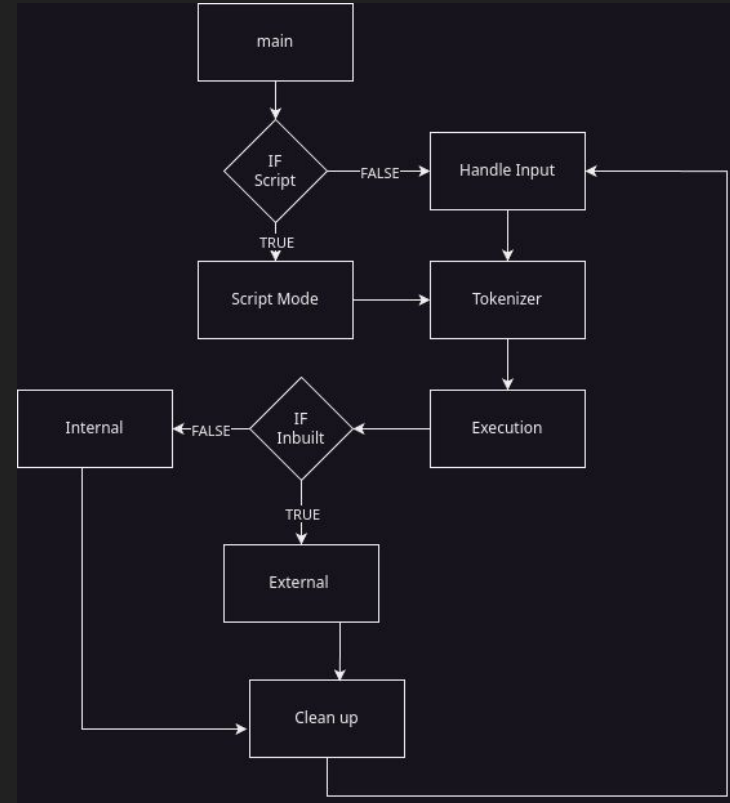 main
IF
Script
FALSE
Handle Input
TRUE
Script Mode
Tokenizer
Internal
FALSE
IF
Inbuilt
Execution
TRUE
External
Clean up